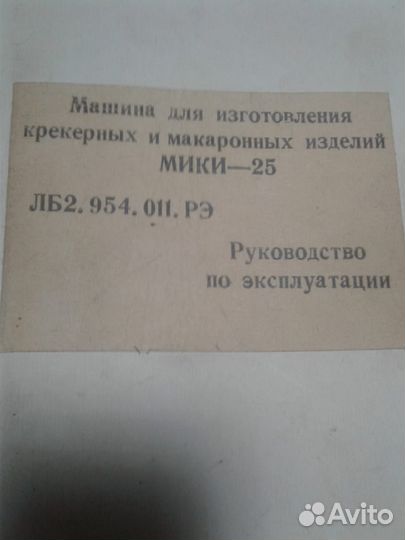 Машина для изготовления
крекерных и макаронных изделий
МИКИ—25
ЛБ2. 954. 011. РЭ
Руководство
по эксплуатации
Avito